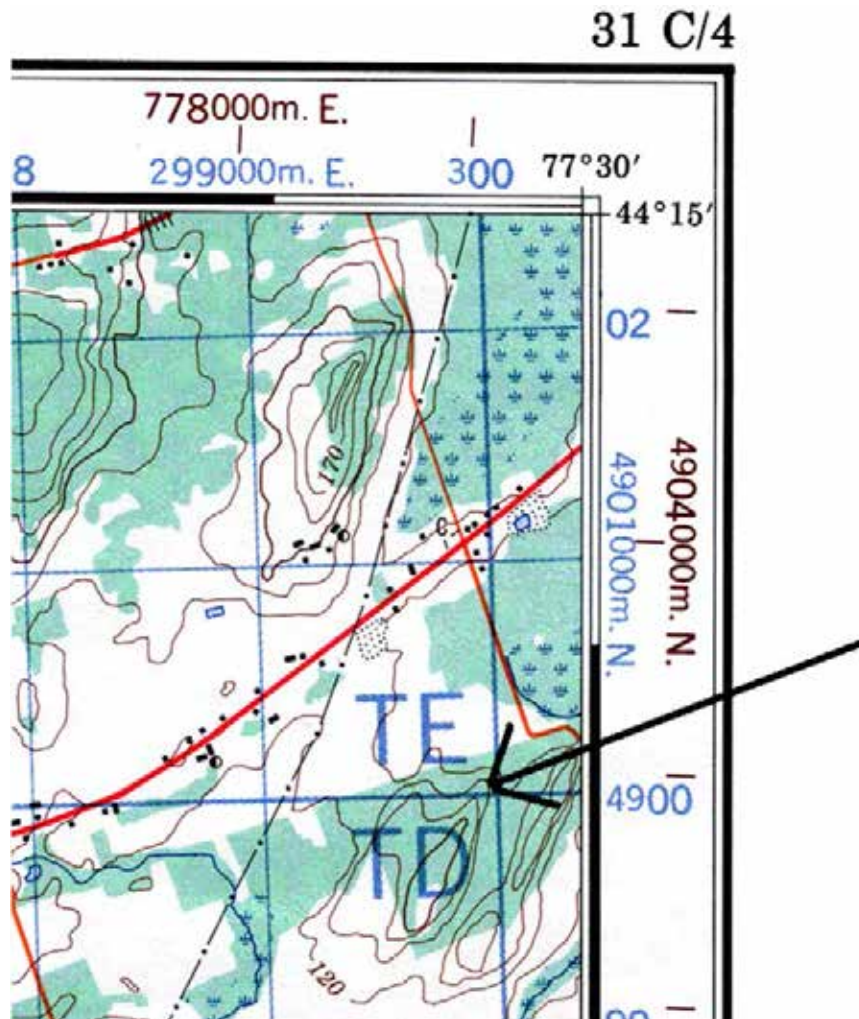 31 C/4
778000m. E.
8 299000m. E. 300 77°30′
44°15′
02
170
4901000m. N.
4904000m. N.
TE
4900
TD
120